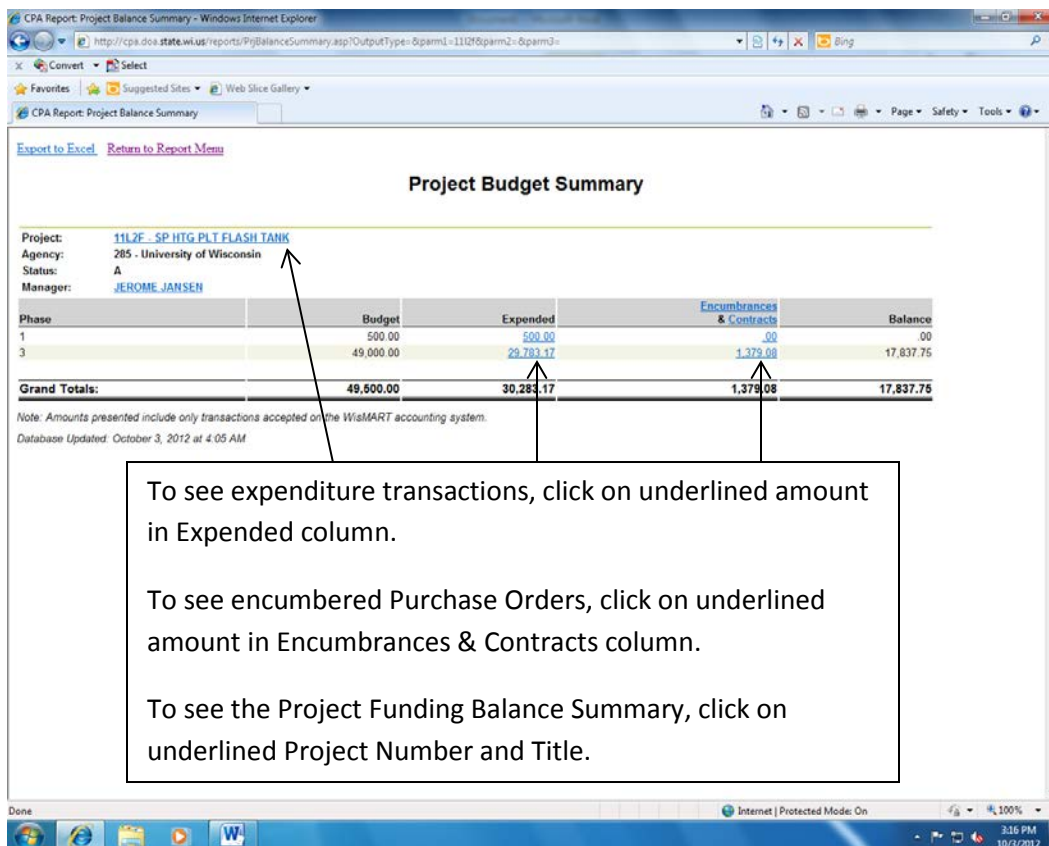 CPA Report: Project Balance Summary - Windows Internet Explorer
http://cpa.doa.state.wi.us/reports/PrjBalanceSummary.asp?OutputType=&parm1=11l2f&parm2=&parm3=
Bing
x Convert Select
Favorites Suggested Sites Web Slice Gallery
CPA Report: Project Balance Summary
Page Safety Tools
Export to Excel Return to Report Menu
Project Budget Summary
Project: 11L2F - SP HTG PLT FLASH TANK
Agency: 285 - University of Wisconsin
Status: A
Manager: JEROME JANSEN
Phase Budget Expended Encumbrances & Contracts Balance
1 500.00 500.00 .00 .00
3 49,000.00 29,783.17 1,379.08 17,837.75
Grand Totals: 49,500.00 30,283.17 1,379.08 17,837.75
Note: Amounts presented include only transactions accepted on the WisMART accounting system.
Database Updated: October 3, 2012 at 4:05 AM
To see expenditure transactions, click on underlined amount
in Expended column.
To see encumbered Purchase Orders, click on underlined
amount in Encumbrances & Contracts column.
To see the Project Funding Balance Summary, click on
underlined Project Number and Title.
Done Internet | Protected Mode: On 100%
3:16 PM
10/3/2012